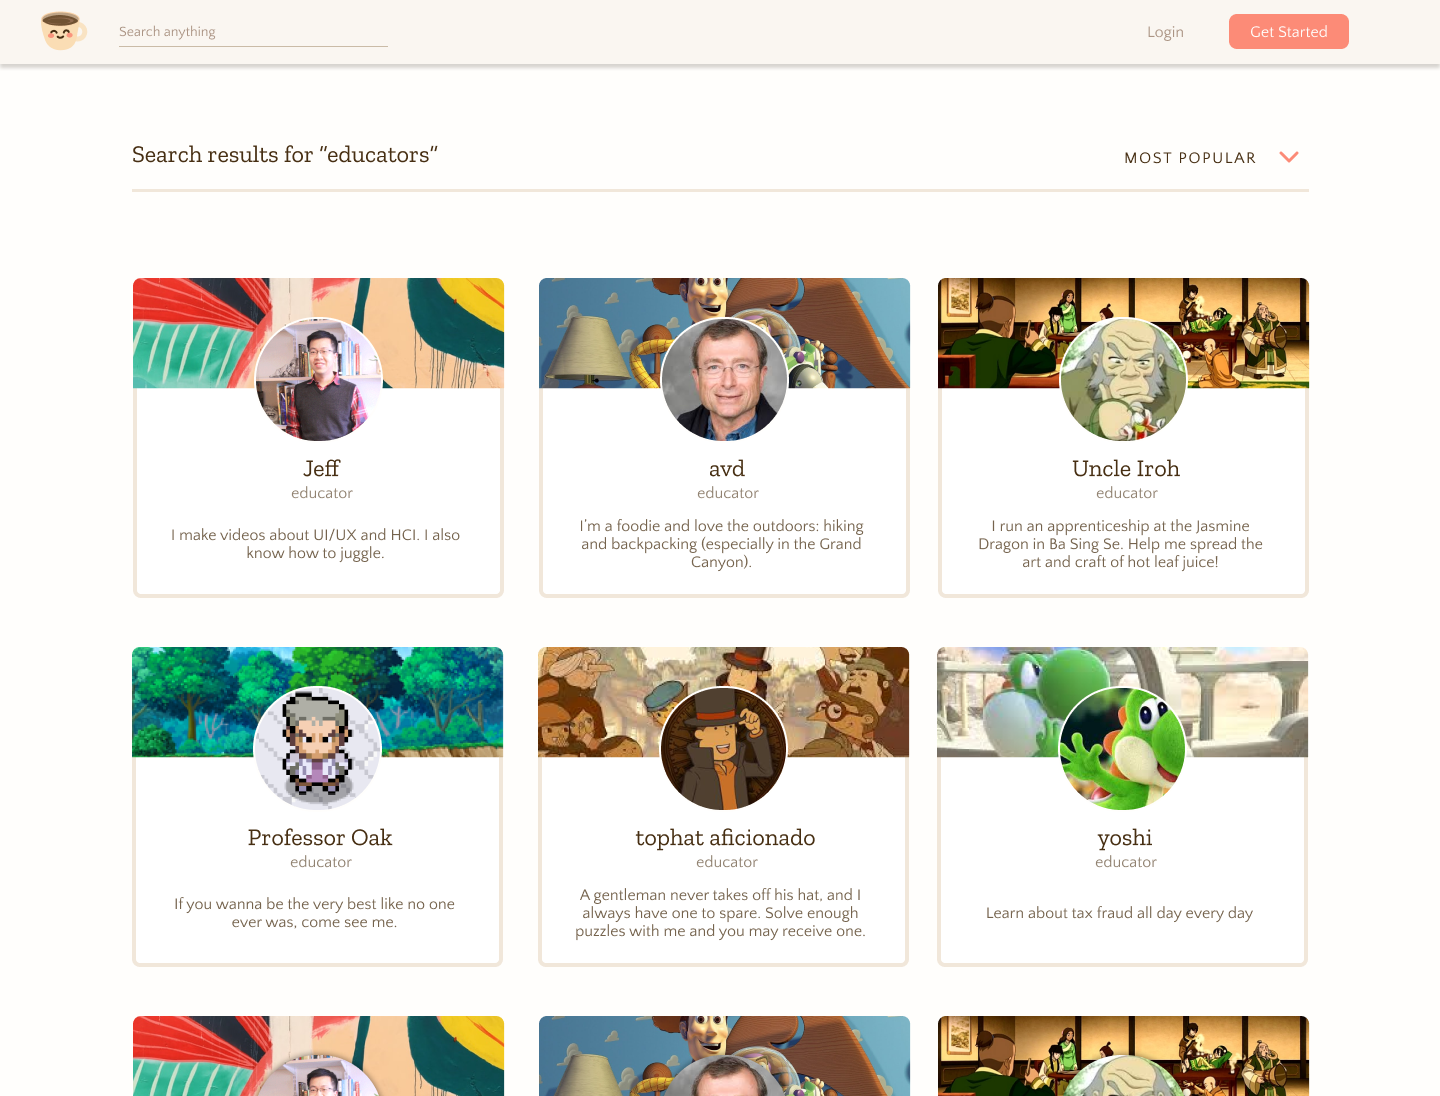 Search anything
Login
Get Started
Search results for "educators"
MOST POPULAR
Jeff
educator
I make videos about UI/UX and HCI. I also
know how to juggle.
avd
educator
I'm a foodie and love the outdoors: hiking
and backpacking (especially in the Grand
Canyon).
Uncle Iroh
educator
I run an apprenticeship at the Jasmine
Dragon in Ba Sing Se. Help me spread the
art and craft of hot leaf juice!
Professor Oak
educator
If you wanna be the very best like no one
ever was, come see me.
tophat aficionado
educator
A gentleman never takes off his hat, and I
always have one to spare. Solve enough
puzzles with me and you may receive one.
yoshi
educator
Learn about tax fraud all day every day